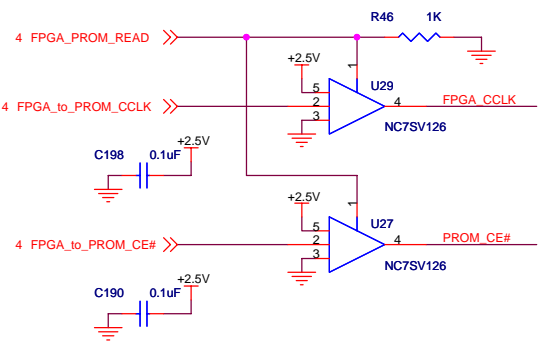 R46 1K
4 FPGA_PROM_READ
+2.5V
1
U29
5
4 FPGA_to_PROM_CCLK
2
4
FPGA_CCLK
3
NC7SV126
+2.5V
C198 0.1uF
+2.5V
1
U27
5
4 FPGA_to_PROM_CE#
2
4
PROM_CE#
3
NC7SV126
+2.5V
C190 0.1uF